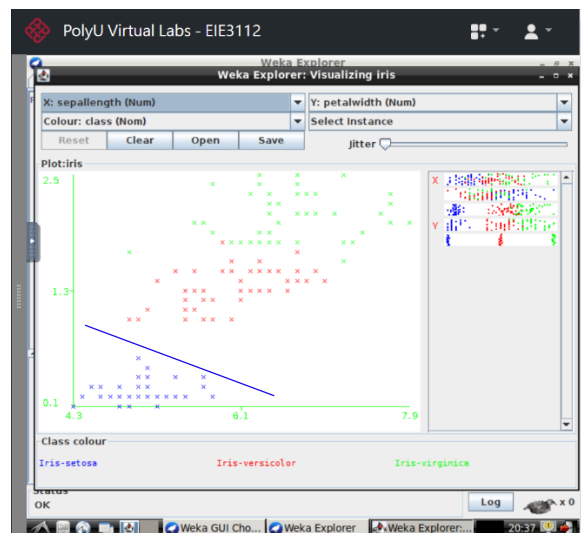 PolyU Virtual Labs - EIE3112
Weka Explorer
Weka Explorer: Visualizing iris
X: sepallength (Num)
Y: petalwidth (Num)
Colour: class (Nom)
Select Instance
Reset
Clear
Open
Save
Jitter
Plot:iris
2.5
1.3
0.1
4.3
6.1
7.9
X
Y
Class colour
Iris-setosa
Iris-versicolor
Iris-virginica
Status
OK
Log
x 0
Weka GUI Cho...
Weka Explorer
Weka Explorer:...
20:37